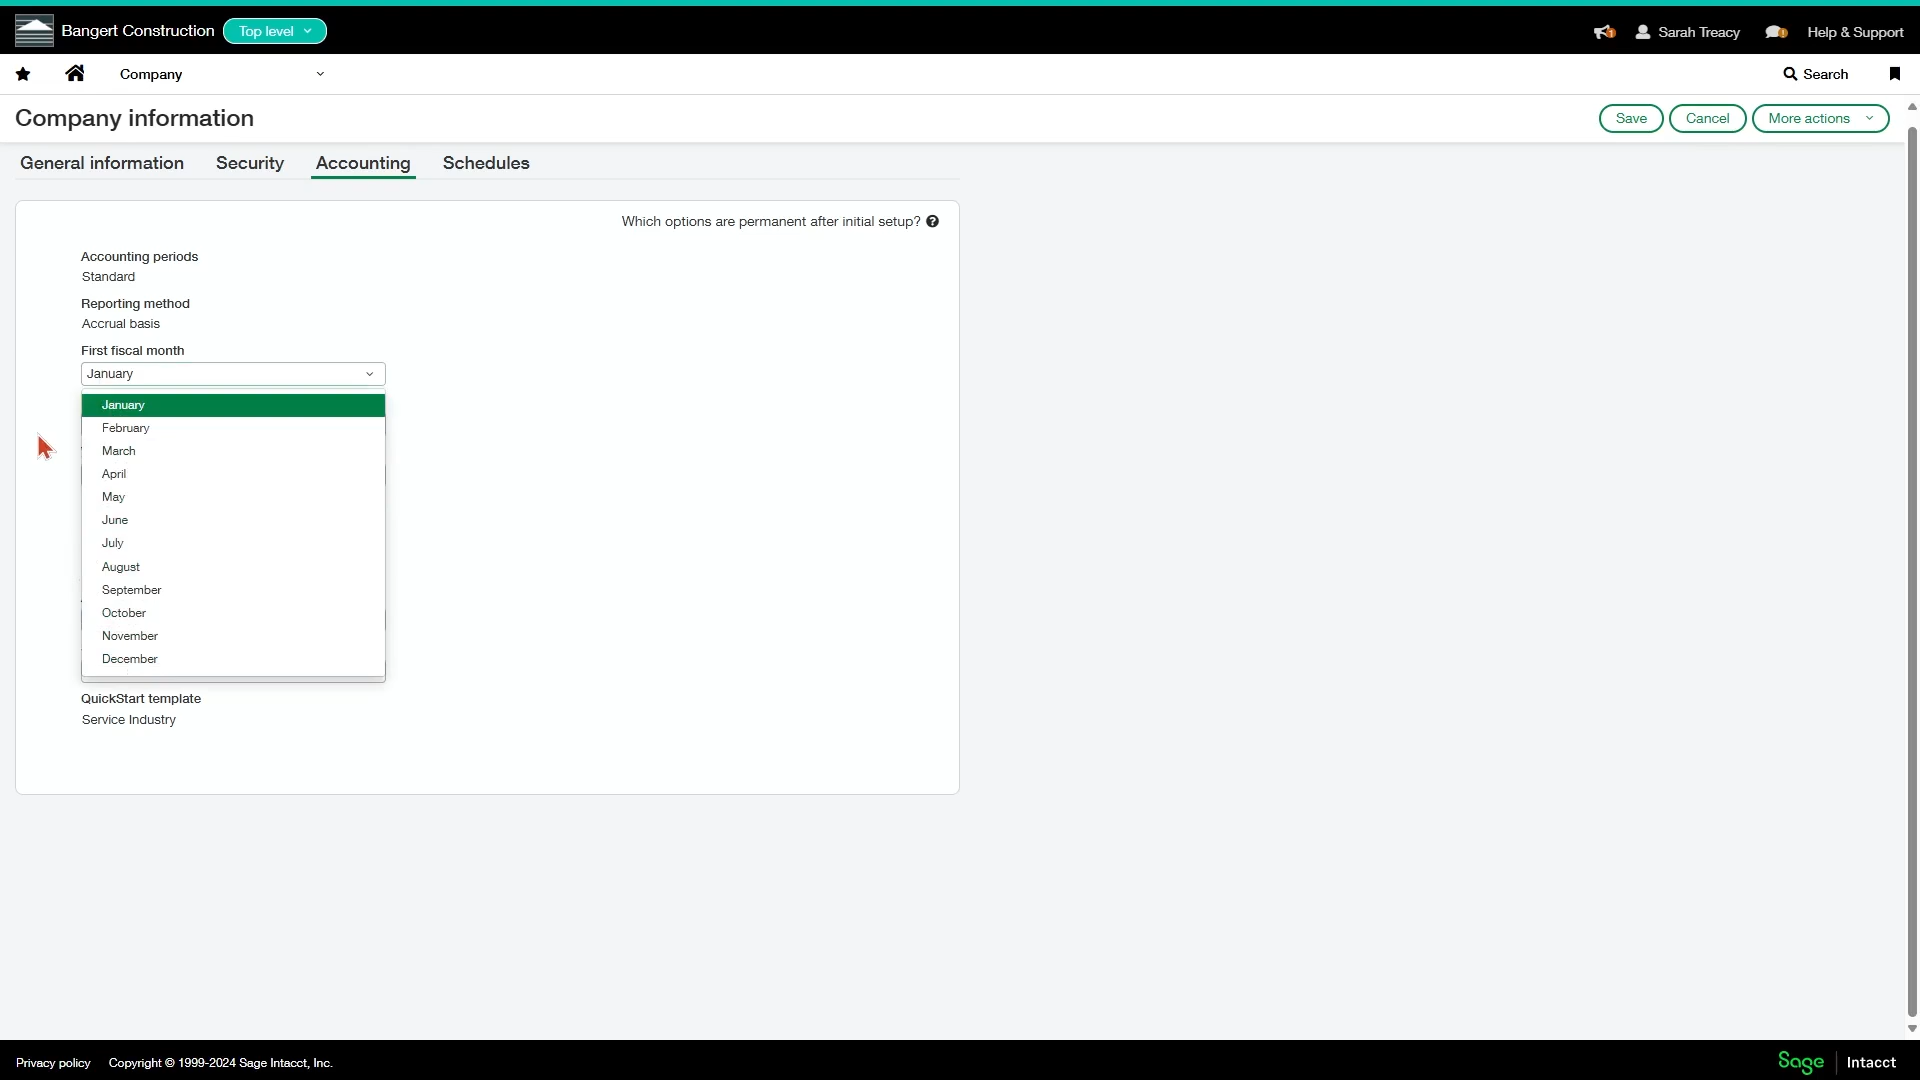 Bangert Construction
Top level
1
Sarah Treacy
Help & Support
Company
Search
Company information
Save
Cancel
More actions
General information
Security
Accounting
Schedules
Which options are permanent after initial setup?
Accounting periods
Standard
Reporting method
Accrual basis
First fiscal month
January
January
February
March
April
May
June
July
August
September
October
November
December
QuickStart template
Service Industry
Privacy policy
Copyright © 1999-2024 Sage Intacct, Inc.
Sage
Intacct